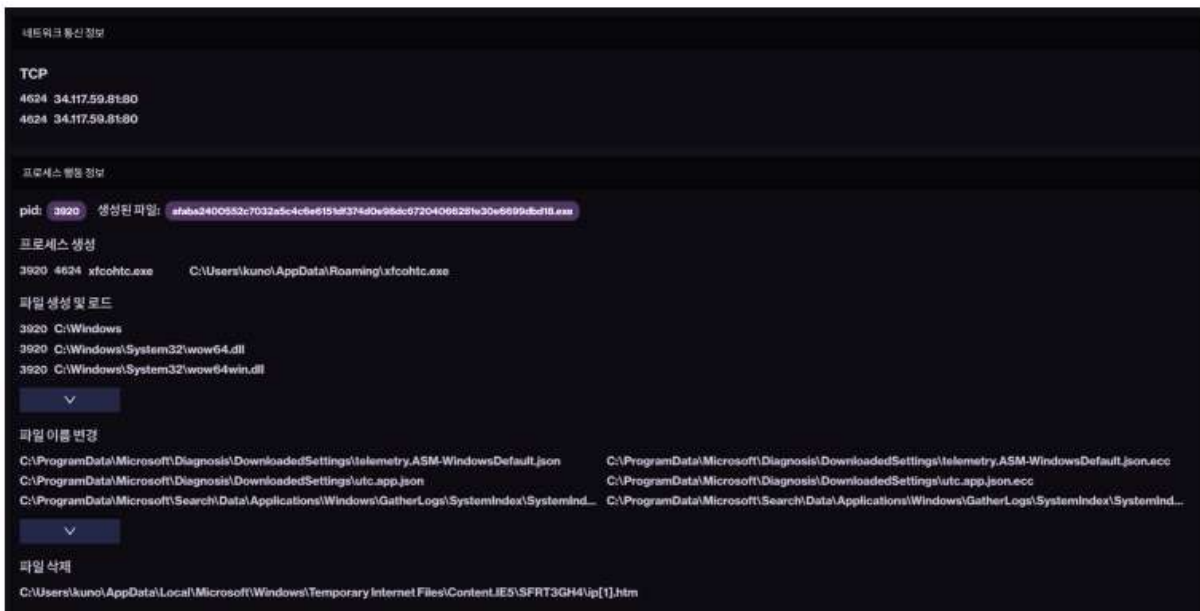 네트워크 통신 정보
TCP
4624 34.117.59.81:80
4624 34.117.59.81:80
프로세스 행동 정보
pid: 3920 생성된 파일: afaba2400552c7032a5c4c6e6151df374d0e98dc67204066281e30e6699dbd18.exe
프로세스 생성
3920 4624 xfcohtc.exe C:\Users\kuno\AppData\Roaming\xfcohtc.exe
파일 생성 및 로드
3920 C:\Windows
3920 C:\Windows\System32\wow64.dll
3920 C:\Windows\System32\wow64win.dll
파일 이름 변경
C:\ProgramData\Microsoft\Diagnosis\DownloadedSettings\telemetry.ASM-WindowsDefault.json C:\ProgramData\Microsoft\Diagnosis\DownloadedSettings\telemetry.ASM-WindowsDefault.json.ecc
C:\ProgramData\Microsoft\Diagnosis\DownloadedSettings\utc.app.json C:\ProgramData\Microsoft\Diagnosis\DownloadedSettings\utc.app.json.ecc
C:\ProgramData\Microsoft\Search\Data\Applications\Windows\GatherLogs\SystemIndex\SystemInd... C:\ProgramData\Microsoft\Search\Data\Applications\Windows\GatherLogs\SystemIndex\SystemInd...
파일 삭제
C:\Users\kuno\AppData\Local\Microsoft\Windows\Temporary Internet Files\Content.IE5\SFRT3GH4\ip[1].htm